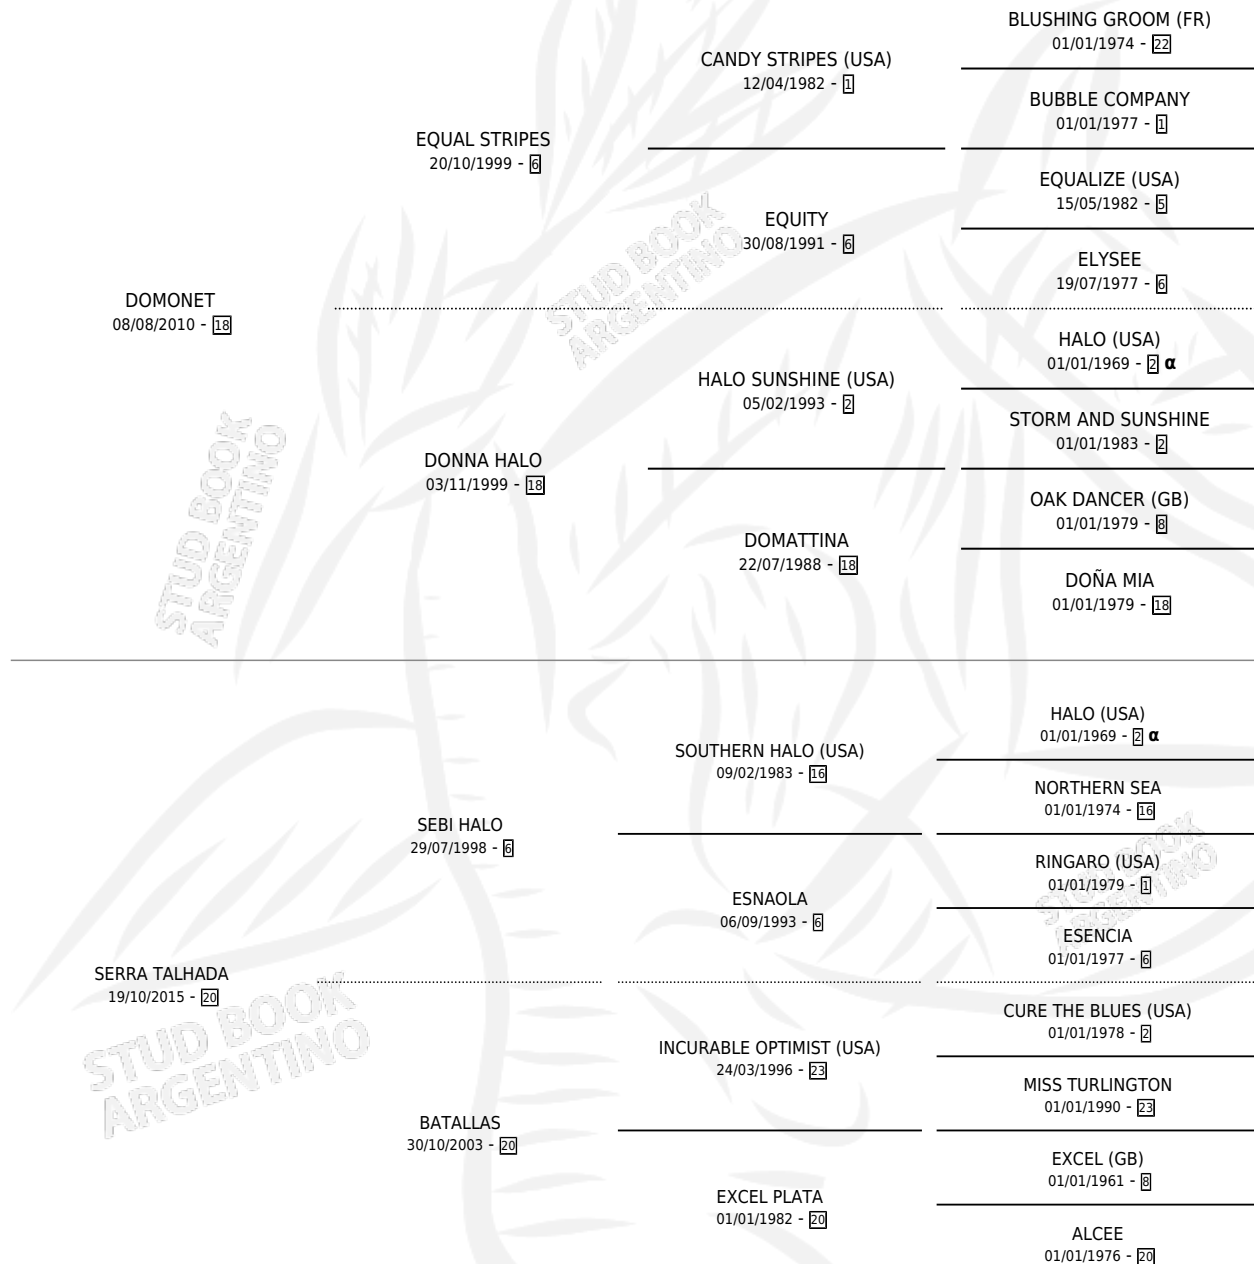 BLUSHING GROOM (FR)
01/01/1974 - 22
CANDY STRIPES (USA)
12/04/1982 - 1
BUBBLE COMPANY
01/01/1977 - 1
EQUAL STRIPES
20/10/1999 - 6
EQUALIZE (USA)
15/05/1982 - 5
EQUITY
30/08/1991 - 6
ELYSEE
19/07/1977 - 6
DOMONET
08/08/2010 - 18
HALO (USA)
01/01/1969 - 2 α
HALO SUNSHINE (USA)
05/02/1993 - 2
STORM AND SUNSHINE
01/01/1983 - 2
DONNA HALO
03/11/1999 - 18
OAK DANCER (GB)
01/01/1979 - 8
DOMATTINA
22/07/1988 - 18
DOÑA MIA
01/01/1979 - 18
HALO (USA)
01/01/1969 - 2 α
SOUTHERN HALO (USA)
09/02/1983 - 16
NORTHERN SEA
01/01/1974 - 16
SEBI HALO
29/07/1998 - 6
RINGARO (USA)
01/01/1979 - 1
ESNAOLA
06/09/1993 - 6
ESENCIA
01/01/1977 - 6
SERRA TALHADA
19/10/2015 - 20
CURE THE BLUES (USA)
01/01/1978 - 2
INCURABLE OPTIMIST (USA)
24/03/1996 - 23
MISS TURLINGTON
01/01/1990 - 23
BATALLAS
30/10/2003 - 20
EXCEL (GB)
01/01/1961 - 8
EXCEL PLATA
01/01/1982 - 20
ALCEE
01/01/1976 - 20
STUD BOOK
ARGENTINO
STUD BOOK
ARGENTINO
STUD BOOK
ARGENTINO
STUD BOOK
ARGENTINO